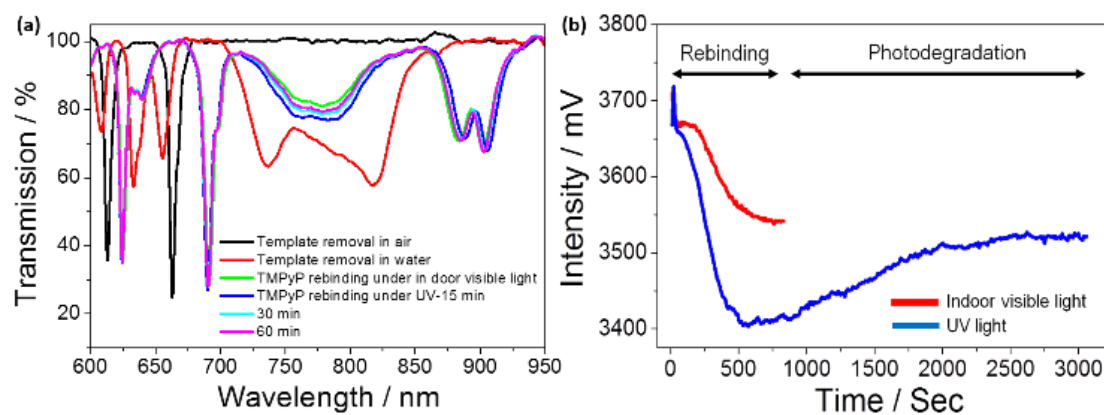 (a)
Transmission / %
100
80
60
40
20
Template removal in air
Template removal in water
TMPyP rebinding under in door visible light
TMPyP rebinding under UV-15 min
30 min
60 min
600 650 700 750 800 850 900 950
Wavelength / nm
(b)
Intensity / mV
3800
3700
3600
3500
3400
Rebinding
Photodegradation
Indoor visible light
UV light
0 500 1000 1500 2000 2500 3000
Time / Sec